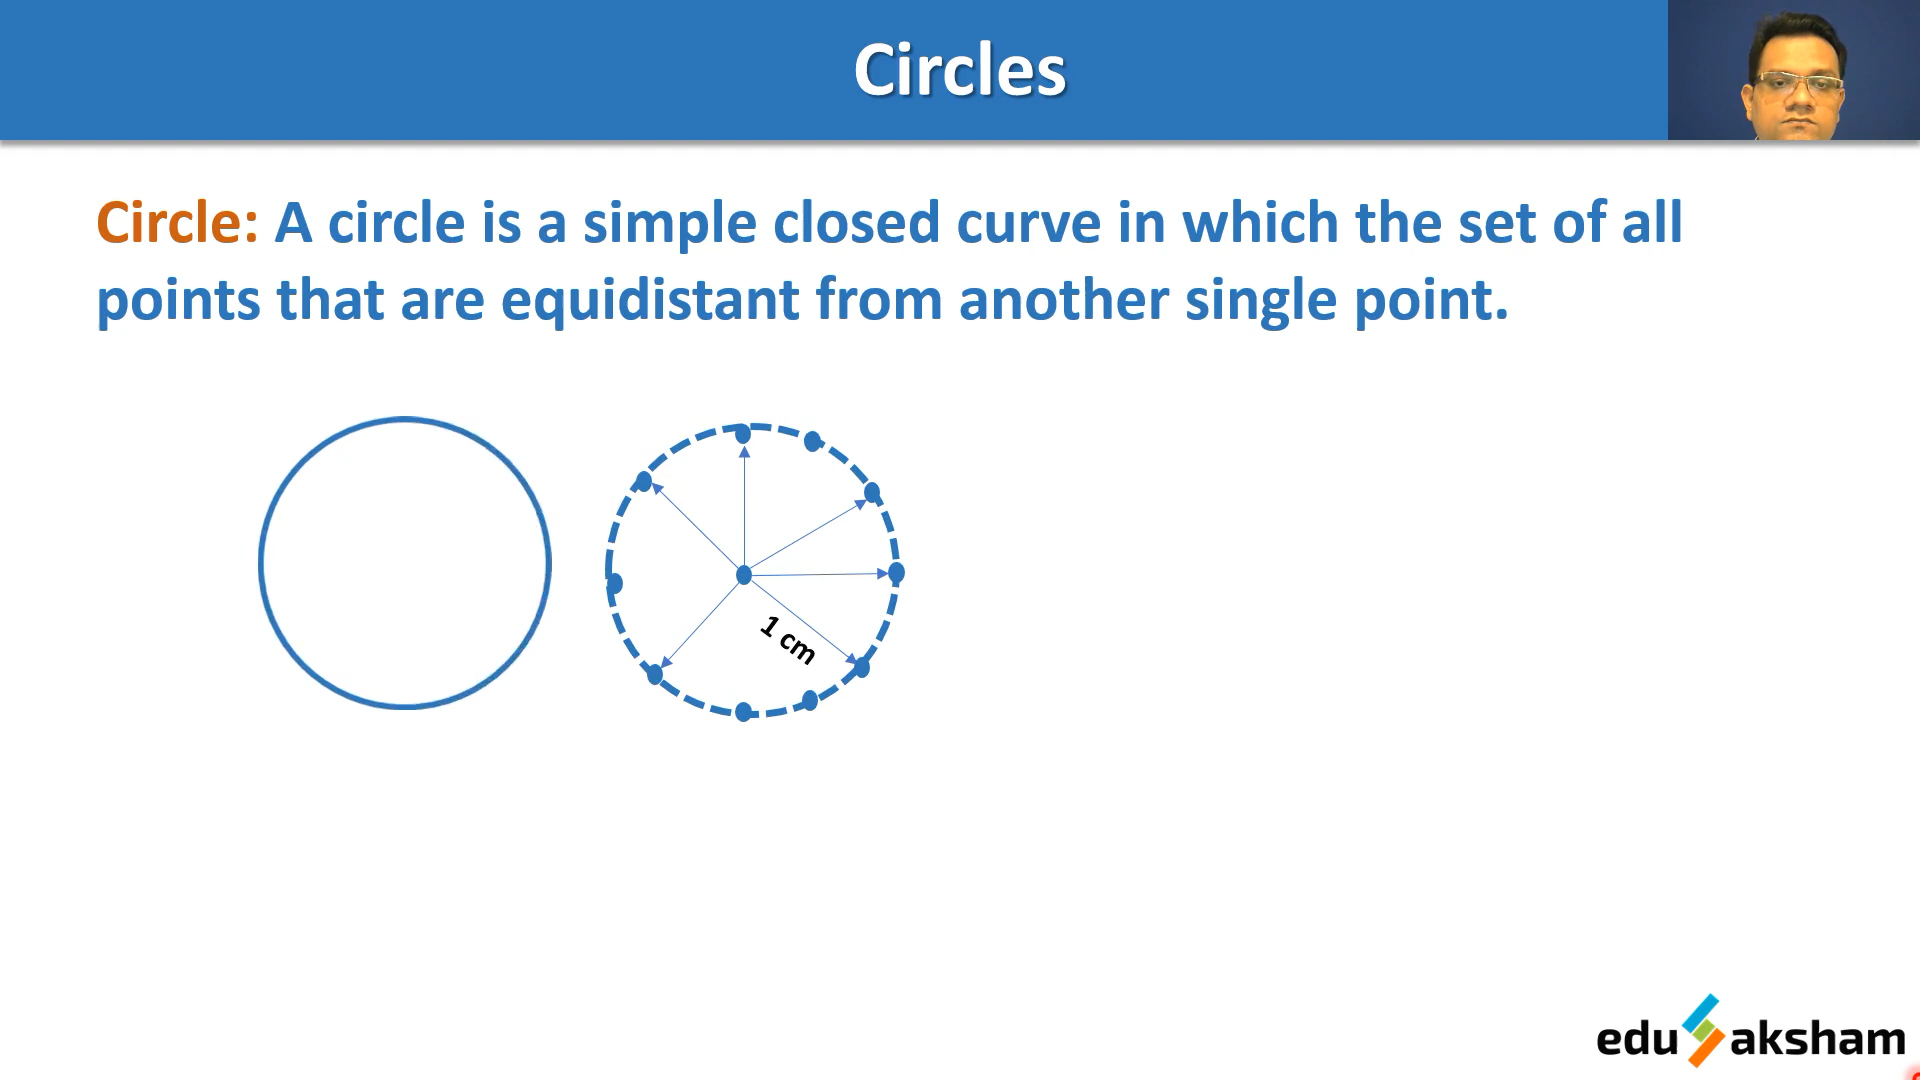 Circles
Circle: A circle is a simple closed curve in which the set of all
points that are equidistant from another single point.
1 cm
edu aksham